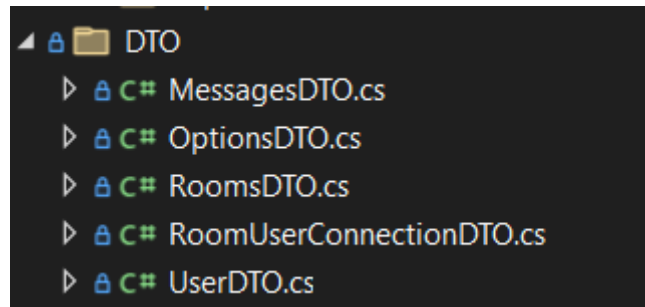 DTO
C# MessagesDTO.cs
C# OptionsDTO.cs
C# RoomsDTO.cs
C# RoomUserConnectionDTO.cs
C# UserDTO.cs